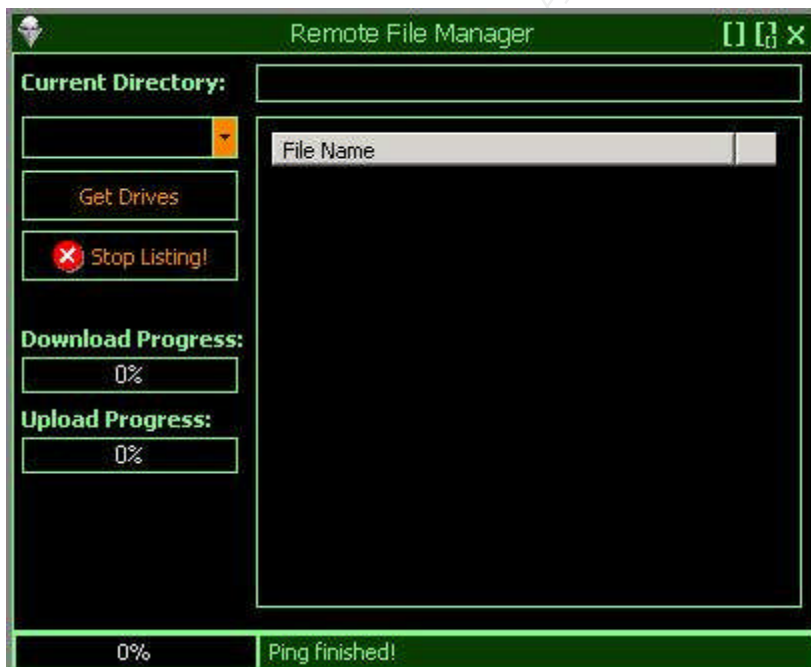 Remote File Manager
Current Directory:
File Name
Get Drives
Stop Listing!
Download Progress:
0%
Upload Progress:
0%
0%
Ping finished!